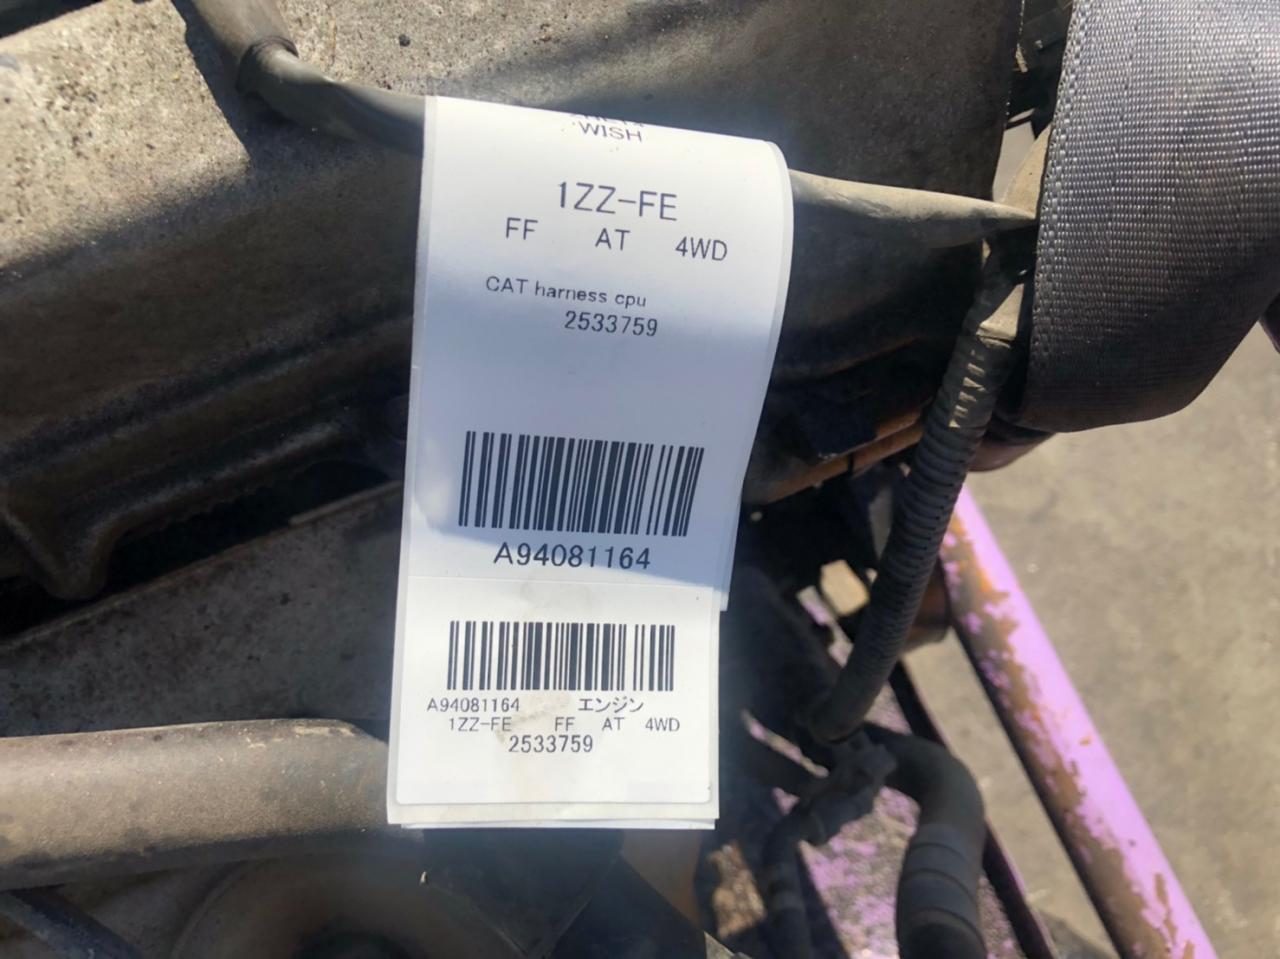 'WISH
1ZZ-FE
FF AT 4WD
CAT harness cpu
2533759
A94081164
A94081164 エンジン
1ZZ-FE FF AT 4WD
2533759